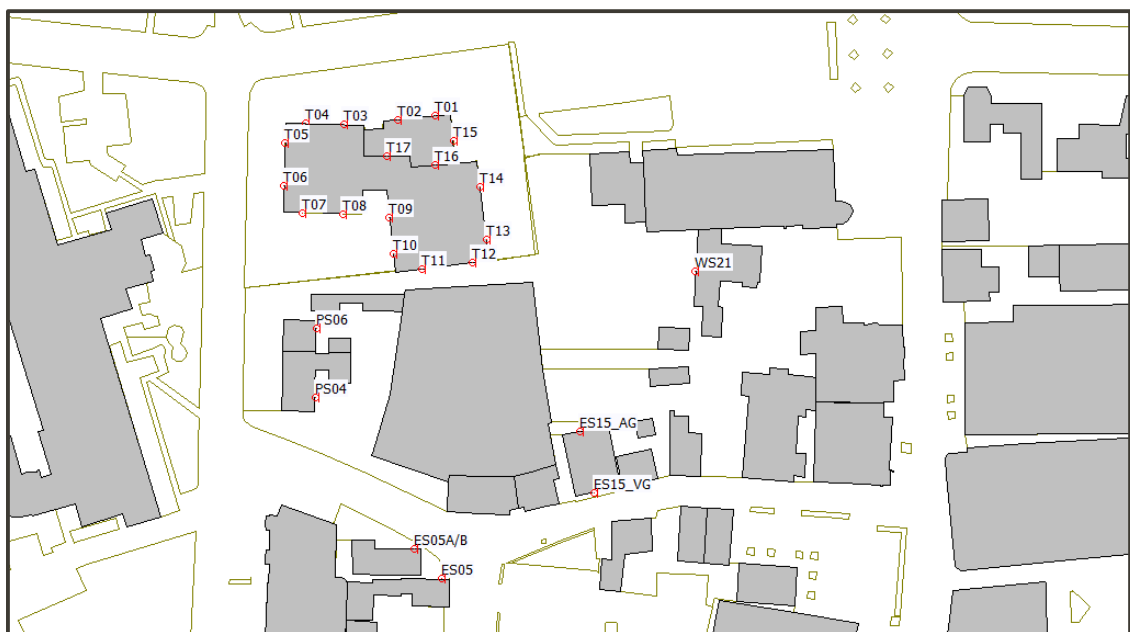 T01
T02
T04
T03
T15
T05
T17
T16
T06
T14
T07
T08
T09
T13
T10
T12
T11
WS21
PS06
PS04
ES15_AG
ES15_VG
ES05A/B
ES05